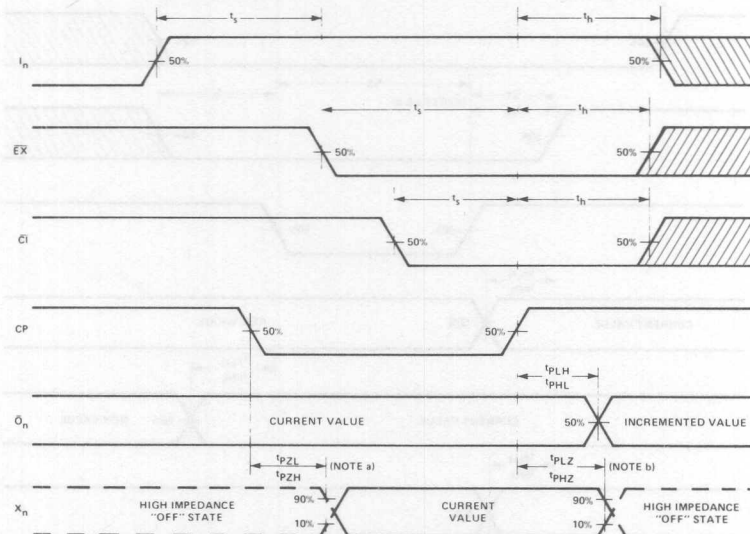 ts th
In 50%
ts th
EX 50% 50%
ts th
CI 50% 50%
CP 50% 50%
tPLH
tPHL
Ōn CURRENT VALUE 50% INCREMENTED VALUE
tPZL (NOTE a) tPLZ (NOTE b)
tPZH tPHZ
90% 90%
Xn HIGH IMPEDANCE CURRENT HIGH IMPEDANCE
"OFF" STATE VALUE "OFF" STATE
10% 10%